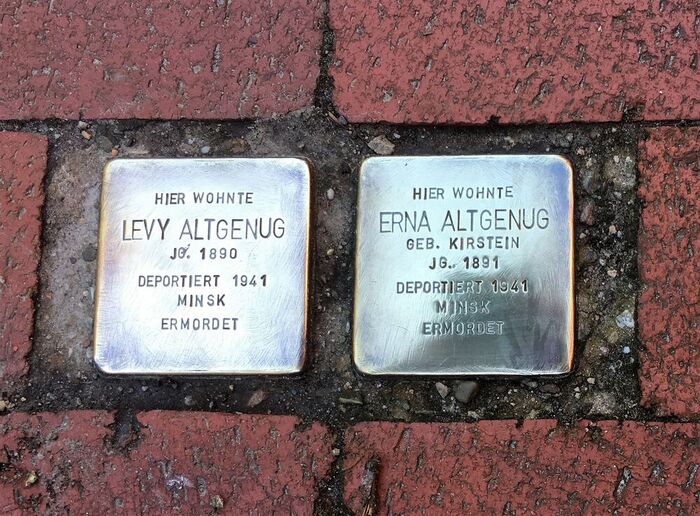 HIER WOHNTE
LEVY ALTGENUG
JG. 1890
DEPORTIERT 1941
MINSK
ERMORDET
HIER WOHNTE
ERNA ALTGENUG
GEB. KIRSTEIN
JG. 1891
DEPORTIERT 1941
MINSK
ERMORDET